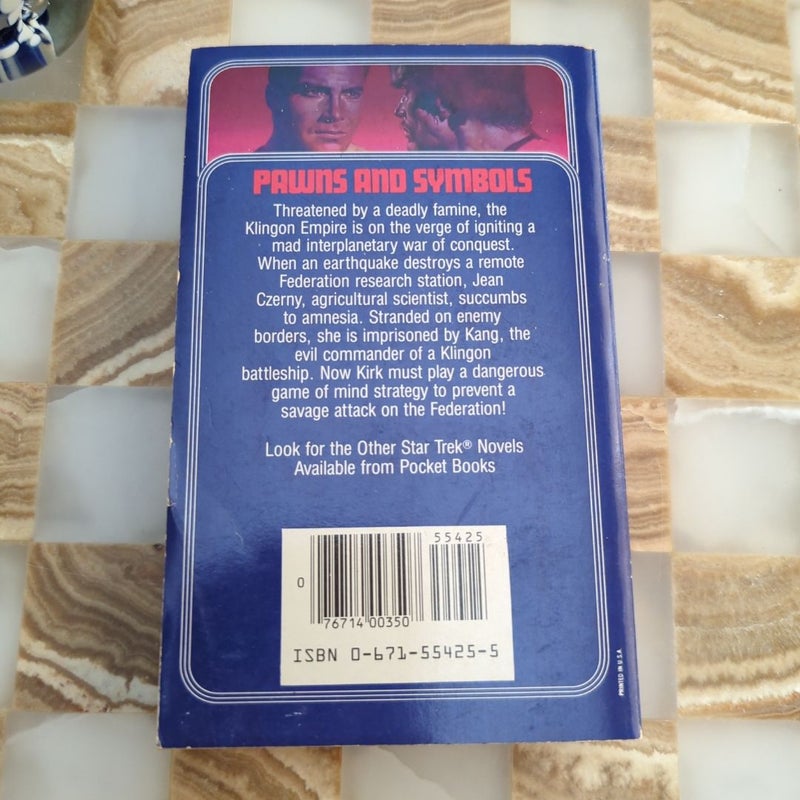 PAWNS AND SYMBOLS
Threatened by a deadly famine, the
Klingon Empire is on the verge of igniting a
mad interplanetary war of conquest.
When an earthquake destroys a remote
Federation research station, Jean
Czerny, agricultural scientist, succumbs
to amnesia. Stranded on enemy
borders, she is imprisoned by Kang, the
evil commander of a Klingon
battleship. Now Kirk must play a dangerous
game of mind strategy to prevent a
savage attack on the Federation!
Look for the Other Star Trek® Novels
Available from Pocket Books
55425
0
76714 00350
ISBN 0-671-55425-5
PRINTED IN U.S.A.